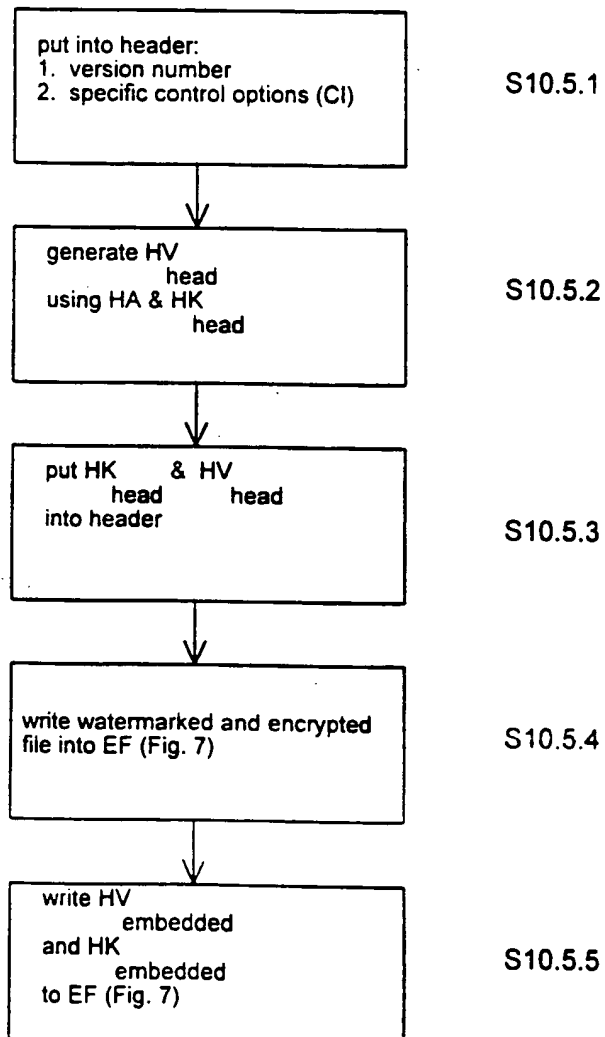 put into header:
1. version number
2. specific control options (CI)
S10.5.1
generate HV
head
using HA & HK
head
S10.5.2
put HK & HV
head head
into header
S10.5.3
write watermarked and encrypted
file into EF (Fig. 7)
S10.5.4
write HV
embedded
and HK
embedded
to EF (Fig. 7)
S10.5.5